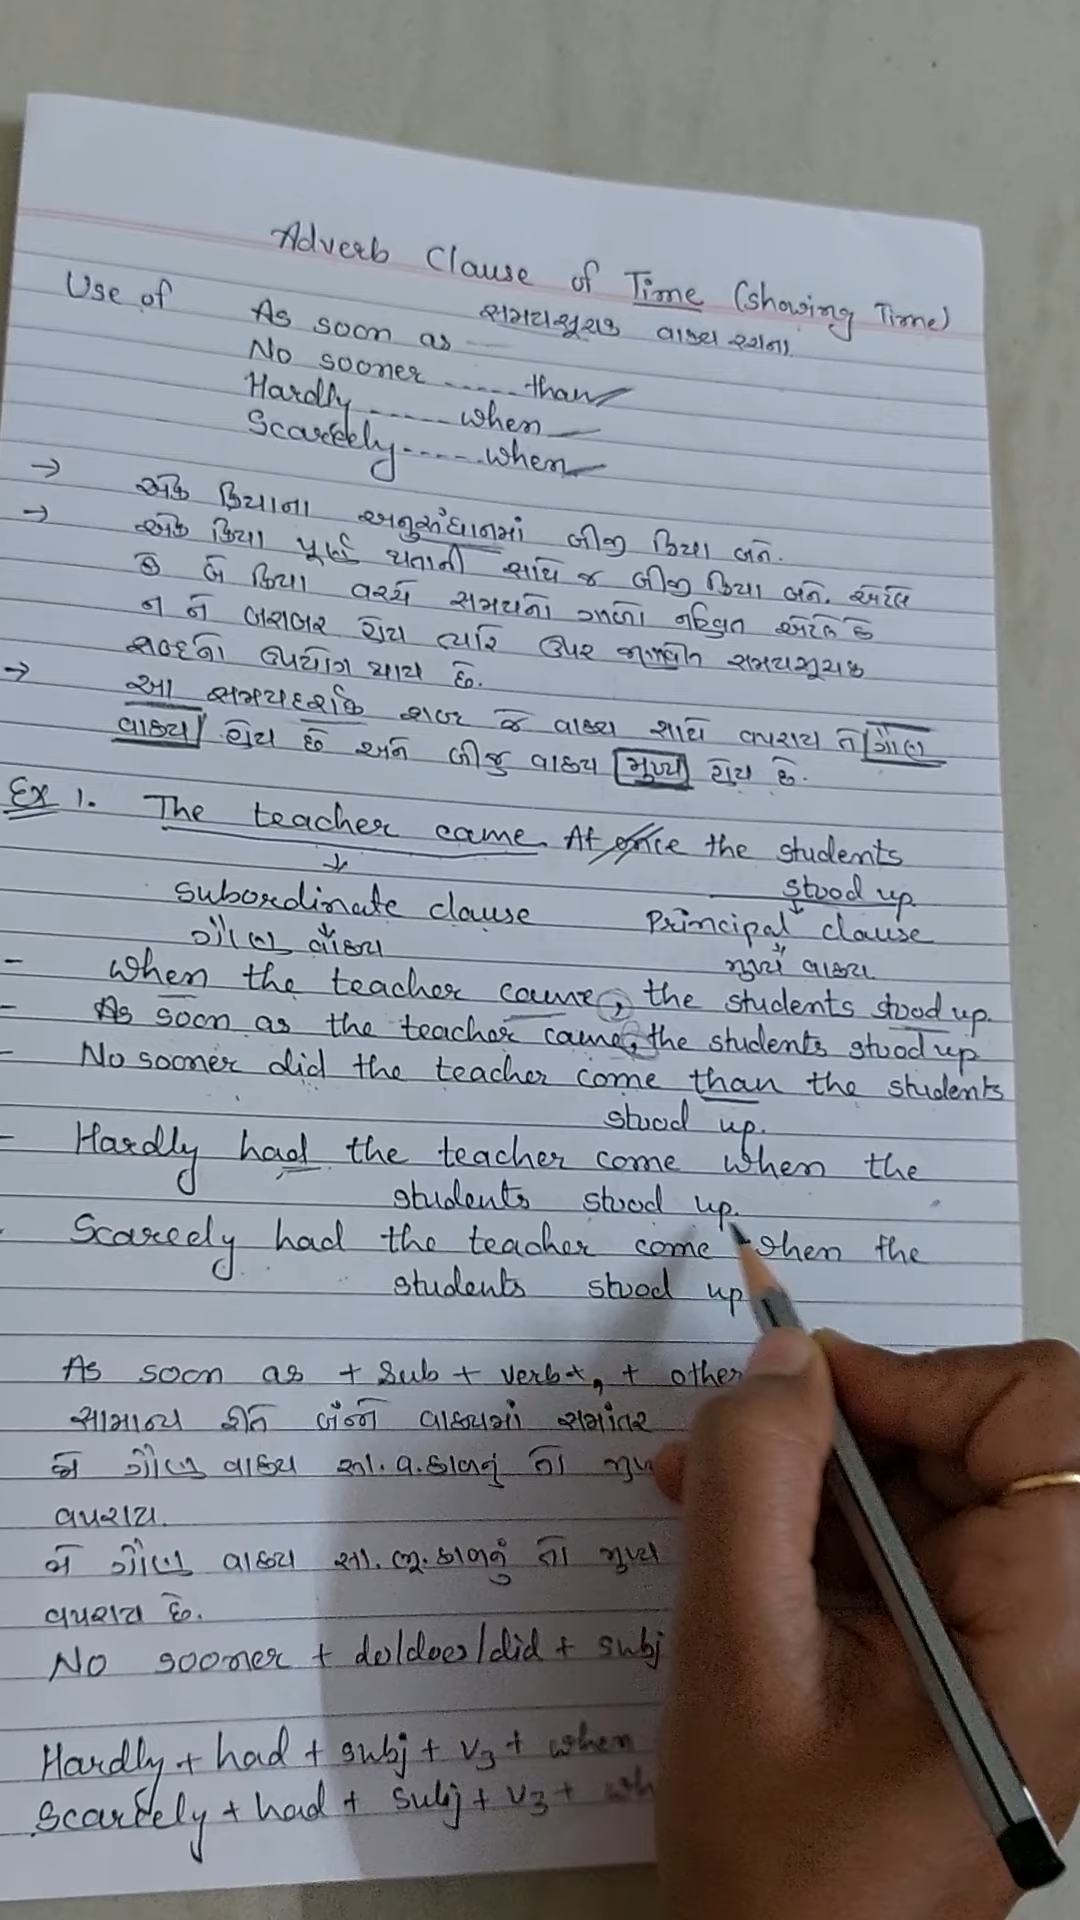 Adverb Clause of Time (showing Time)
સમયસૂચક વાક્ય રચના
Use of As soon as
No sooner ...... than
Hardly ...... when
Scarcely ..... when
→ એક ક્રિયાના અનુસંધાનમાં બીજી ક્રિયા બને.
→ એક ક્રિયા પૂર્ણ થતાની સાથે જ બીજી ક્રિયા બને. એટલે
કે બે ક્રિયા વચ્ચે સમયનો ગાળો નહિવત એટલે કે
ન ને બરાબર હોય ત્યારે ઉપર મુજબના સમયસૂચક
શબ્દનો ઉપયોગ થાય છે.
→ આ સમયદર્શક શબ્દ જે વાક્ય સાથે વપરાય તે ગૌણ
વાક્ય હોય છે અને બીજુ વાક્ય મુખ્ય હોય છે.
Ex 1. The teacher came. At once the students
stood up.
subordinate clause Principal clause
ગૌણ વાક્ય મુખ્ય વાક્ય
- when the teacher came, the students stood up.
- As soon as the teacher came, the students stood up
- No sooner did the teacher come than the students
stood up.
- Hardly had the teacher come when the
students stood up.
- Scarcely had the teacher come when the
students stood up
As soon as + Sub + verb+, + other
સામાન્ય રીતે બંન્ને વાક્યમાં સમાંતર
જો ગૌણ વાક્ય સા.વ.કાળનું તો
વપરાય.
જો ગૌણ વાક્ય સા.ભૂ.કાળનું તો મુખ્ય
વપરાય છે.
No sooner + do/does/did + subj
Hardly + had + subj + V3 + when
Scarcely + had + subj + V3 +